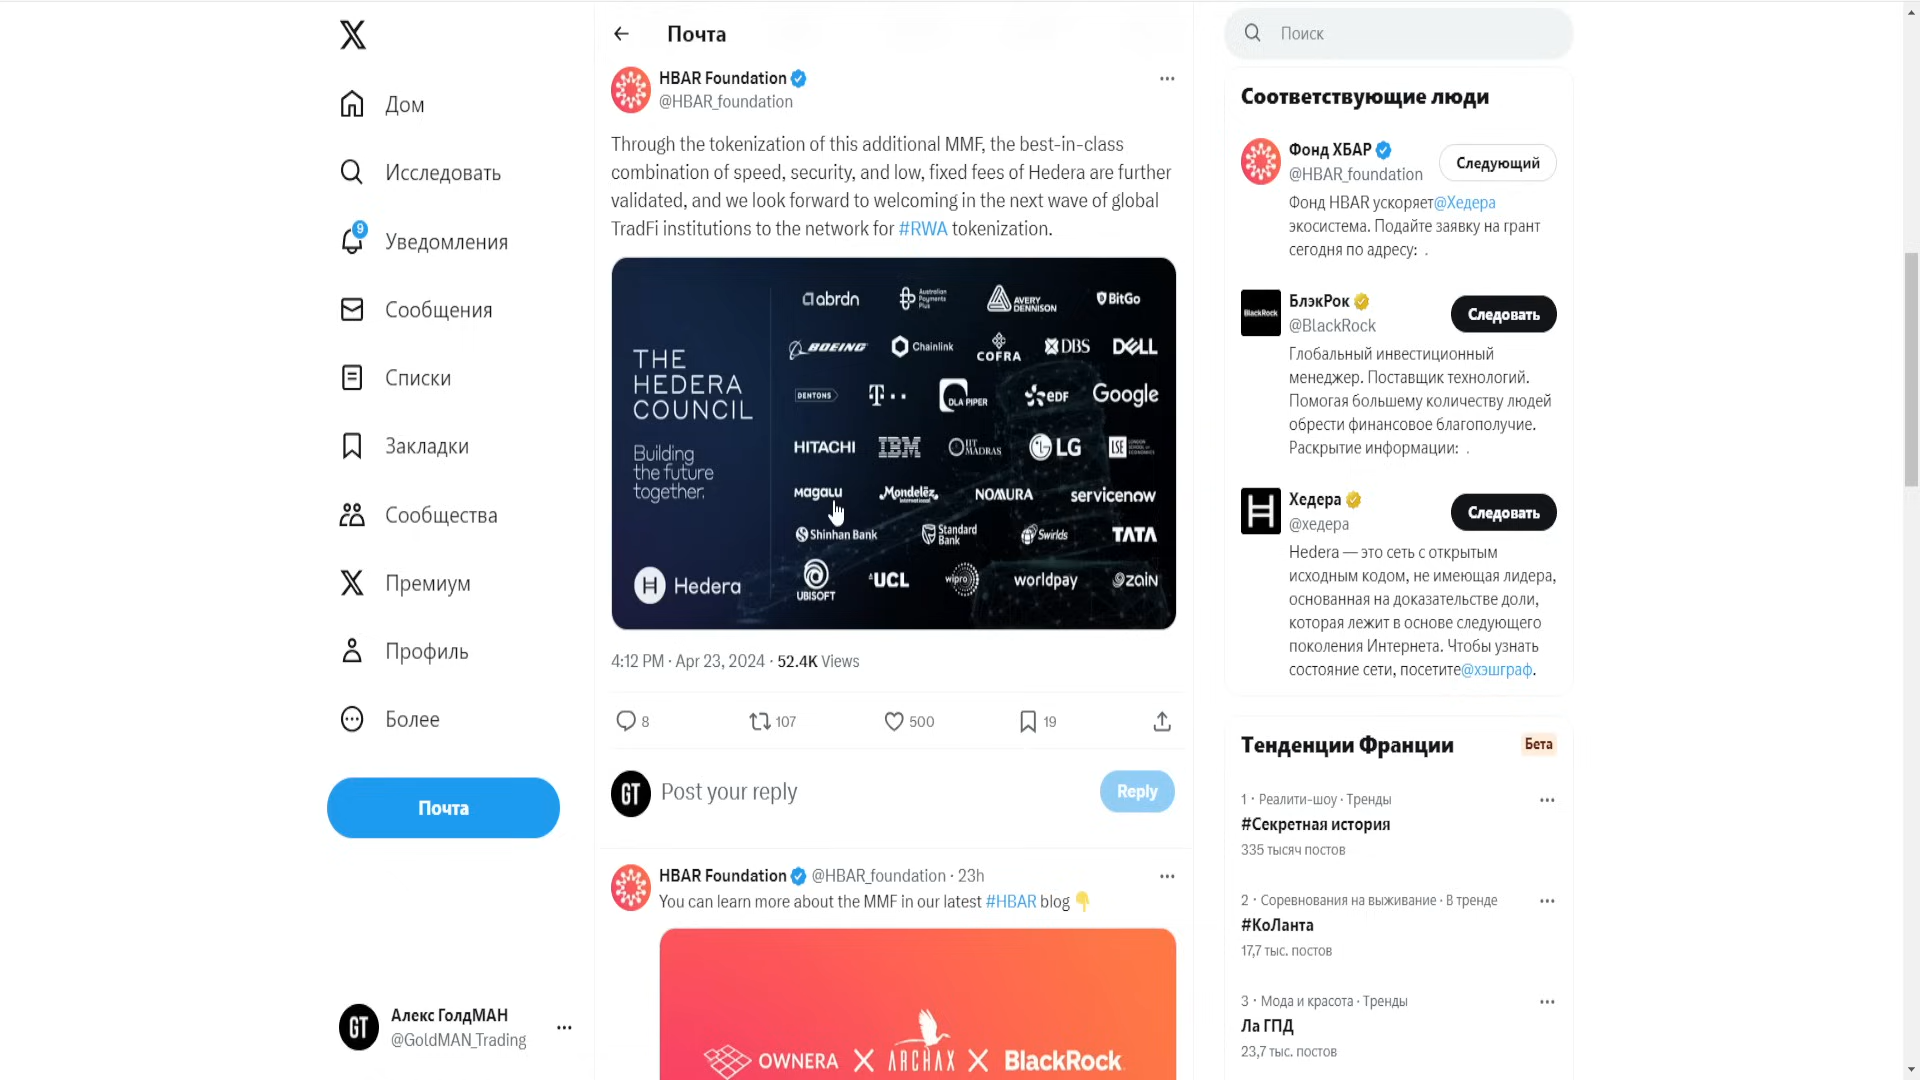 Дом
Исследовать
9
Уведомления
Сообщения
Списки
Закладки
Сообщества
Премиум
Профиль
Более
Почта
GT
Алекс ГолдМАН
@GoldMAN_Trading
Почта
HBAR Foundation
@HBAR_foundation
Through the tokenization of this additional MMF, the best-in-class
combination of speed, security, and low, fixed fees of Hedera are further
validated, and we look forward to welcoming in the next wave of global
TradFi institutions to the network for #RWA tokenization.
THE
HEDERA
COUNCIL
Building
the future
together.
H Hedera
abrdn
Australian
Payments
Plus
AVERY
DENNISON
BitGo
BOEING
Chainlink
COFRA
DBS
DELL
DENTONS
T
DLA PIPER
edf
Google
HITACHI
IBM
IIT
MADRAS
LG
LSE
magalu
Mondelēz
International
NOMURA
servicenow
Shinhan Bank
Standard
Bank
Swirlds
TATA
UBISOFT
UCL
wipro
worldpay
zain
4:12 PM · Apr 23, 2024 · 52.4K Views
8
107
500
19
GT
Post your reply
Reply
HBAR Foundation @HBAR_foundation · 23h
You can learn more about the MMF in our latest #HBAR blog 👇
OWNERA X ARCHAX X BlackRock
Поиск
Соответствующие люди
Фонд ХБАР
@HBAR_foundation
Следующий
Фонд HBAR ускоряет@Хедера
экосистема. Подайте заявку на грант
сегодня по адресу: .
BlackRock
БлэкРок
@BlackRock
Следовать
Глобальный инвестиционный
менеджер. Поставщик технологий.
Помогая большему количеству людей
обрести финансовое благополучие.
Раскрытие информации: .
Хедера
@хедера
Следовать
Hedera — это сеть с открытым
исходным кодом, не имеющая лидера,
основанная на доказательстве доли,
которая лежит в основе следующего
поколения Интернета. Чтобы узнать
состояние сети, посетите@хэшграф.
Тенденции Франции
Бета
1 · Реалити-шоу · Тренды
#Секретная история
335 тысяч постов
2 · Соревнования на выживание · В тренде
#КоЛанта
17,7 тыс. постов
3 · Мода и красота · Тренды
Ла ГПД
23,7 тыс. постов